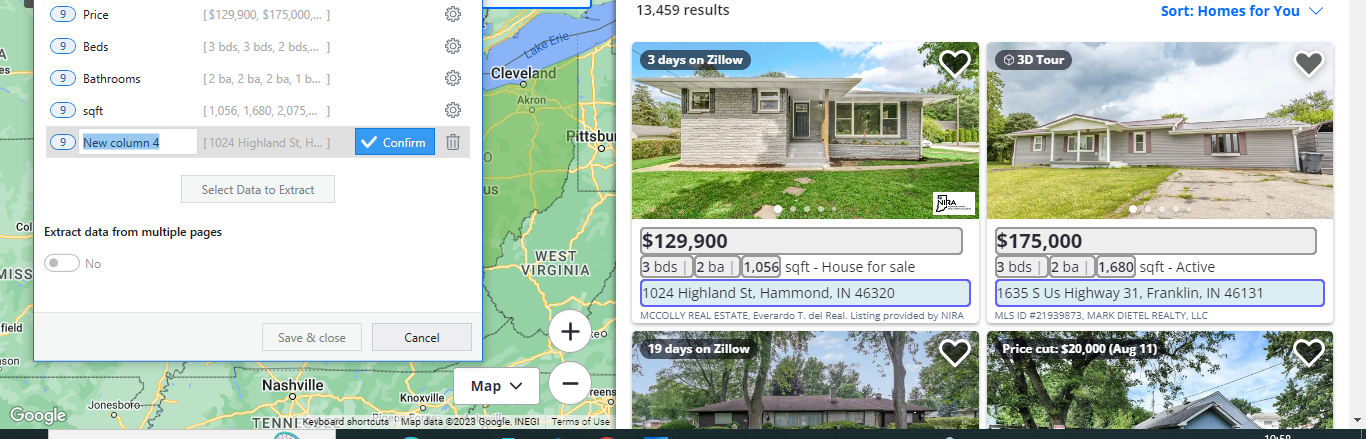 9 Price [ $129,900, $175,000,... ]
9 Beds [ 3 bds, 3 bds, 2 bds,... ]
9 Bathrooms [ 2 ba, 2 ba, 2 ba, 1 b... ]
9 sqft [ 1,056, 1,680, 2,075,... ]
9 New column 4 [ 1024 Highland St, H... ] Confirm
Select Data to Extract
Extract data from multiple pages
No
Save & close Cancel
Lake Erie
Cleveland
Akron
Pittsbu
us
Col
WEST
VIRGINIA
MISS
field
son
Nashville
Knoxville
Jonesboro
TENNE
Google
Map
Keyboard shortcuts Map data ©2023 Google, INEGI Terms of Use
13,459 results
Sort: Homes for You
3 days on Zillow
NIRA
$129,900
3 bds | 2 ba | 1,056 sqft - House for sale
1024 Highland St, Hammond, IN 46320
MCCOLLY REAL ESTATE, Everardo T. del Real. Listing provided by NIRA
3D Tour
$175,000
3 bds | 2 ba | 1,680 sqft - Active
1635 S Us Highway 31, Franklin, IN 46131
MLS ID #21939873, MARK DIETEL REALTY, LLC
19 days on Zillow
Price cut: $20,000 (Aug 11)